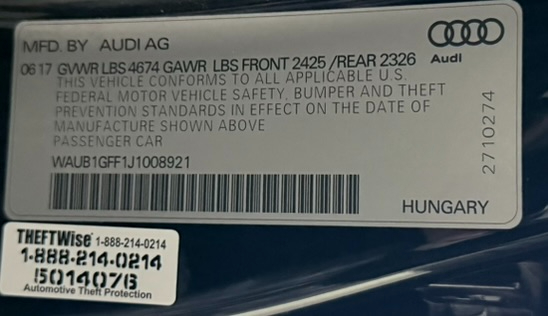 MFD. BY AUDI AG
Audi
06 17 GVWR LBS 4674 GAWR LBS FRONT 2425 /REAR 2326
THIS VEHICLE CONFORMS TO ALL APPLICABLE U.S.
FEDERAL MOTOR VEHICLE SAFETY, BUMPER AND THEFT
PREVENTION STANDARDS IN EFFECT ON THE DATE OF
MANUFACTURE SHOWN ABOVE
PASSENGER CAR
WAUB1GFF1J1008921
2710274
HUNGARY
THEFTWise 1-888-214-0214
1-888-214-0214
5014076
Automotive Theft Protection